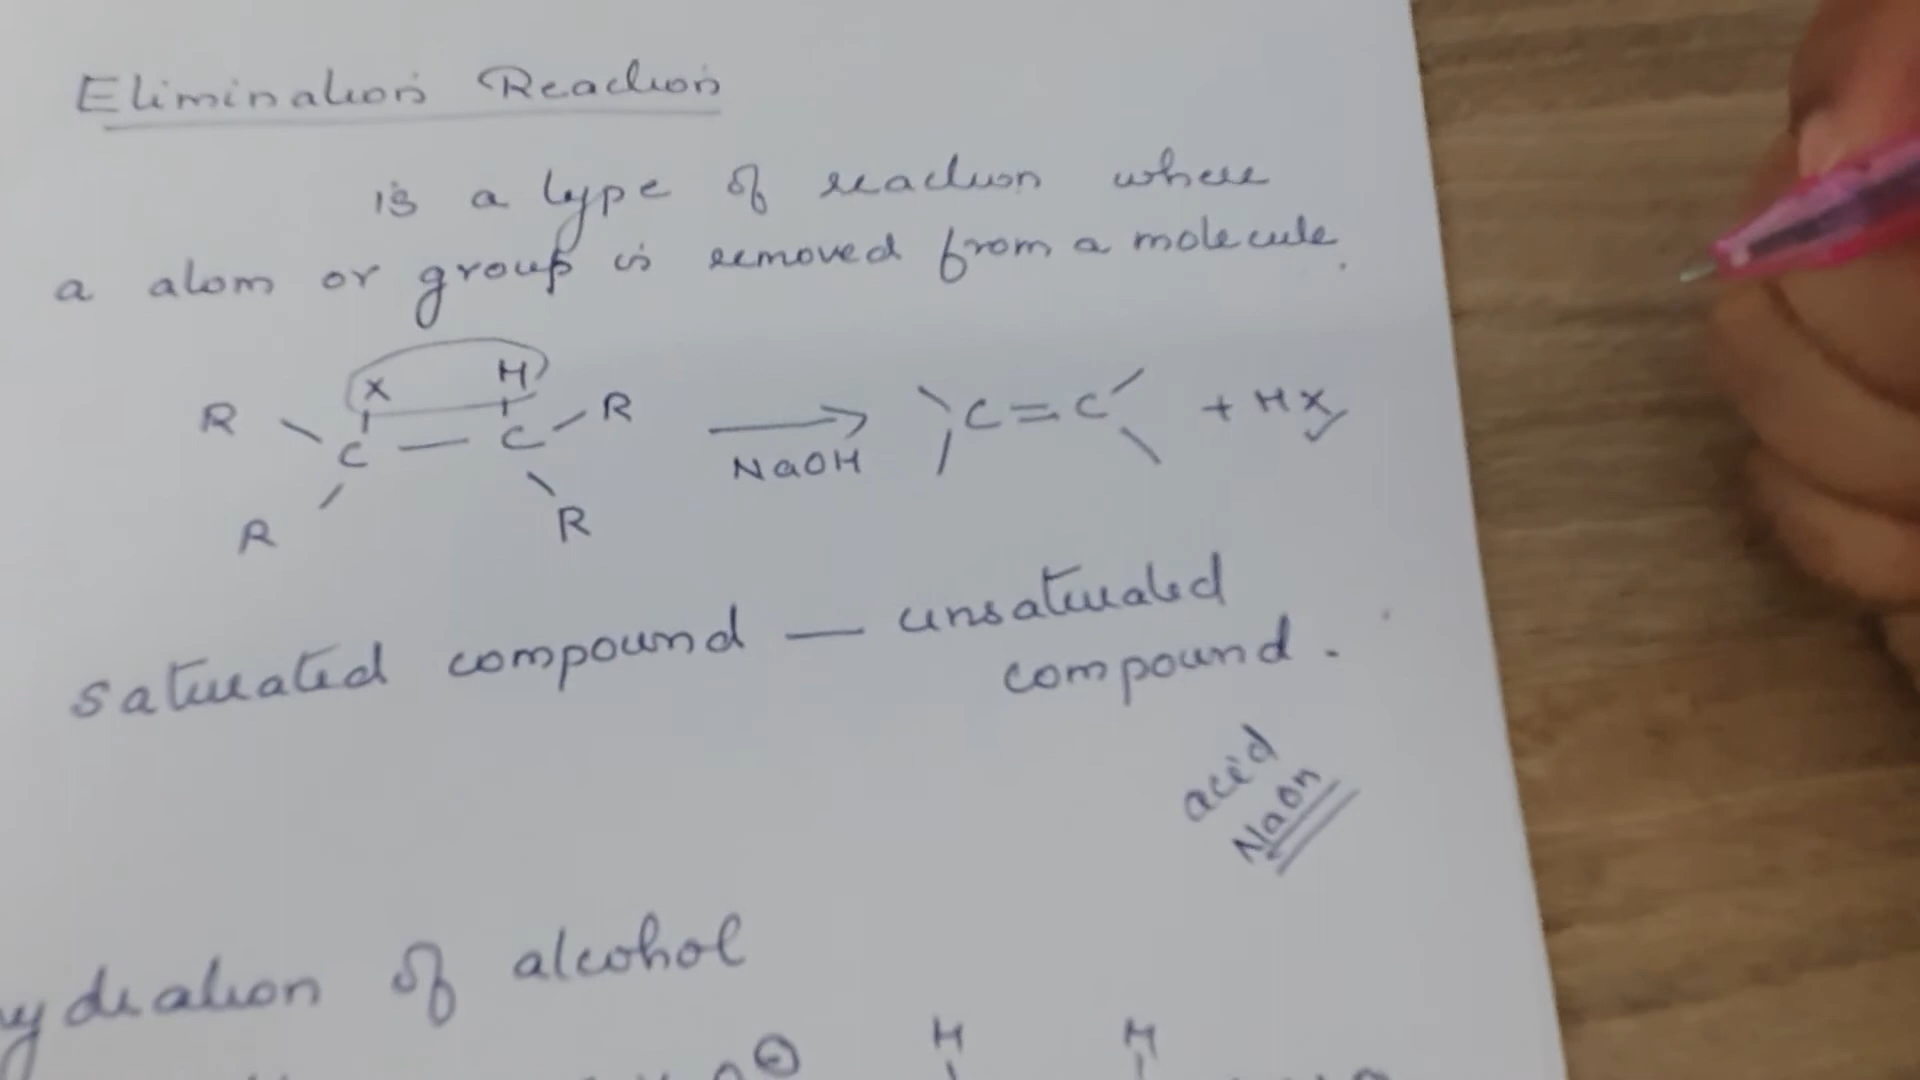 Elimination Reaction
is a type of reaction where
a atom or group is removed from a molecule.
X H
R C — C R → C = C + HX
NaOH
R R
saturated compound — unsaturated
compound.
acid
NaOH
ydration of alcohol
H H